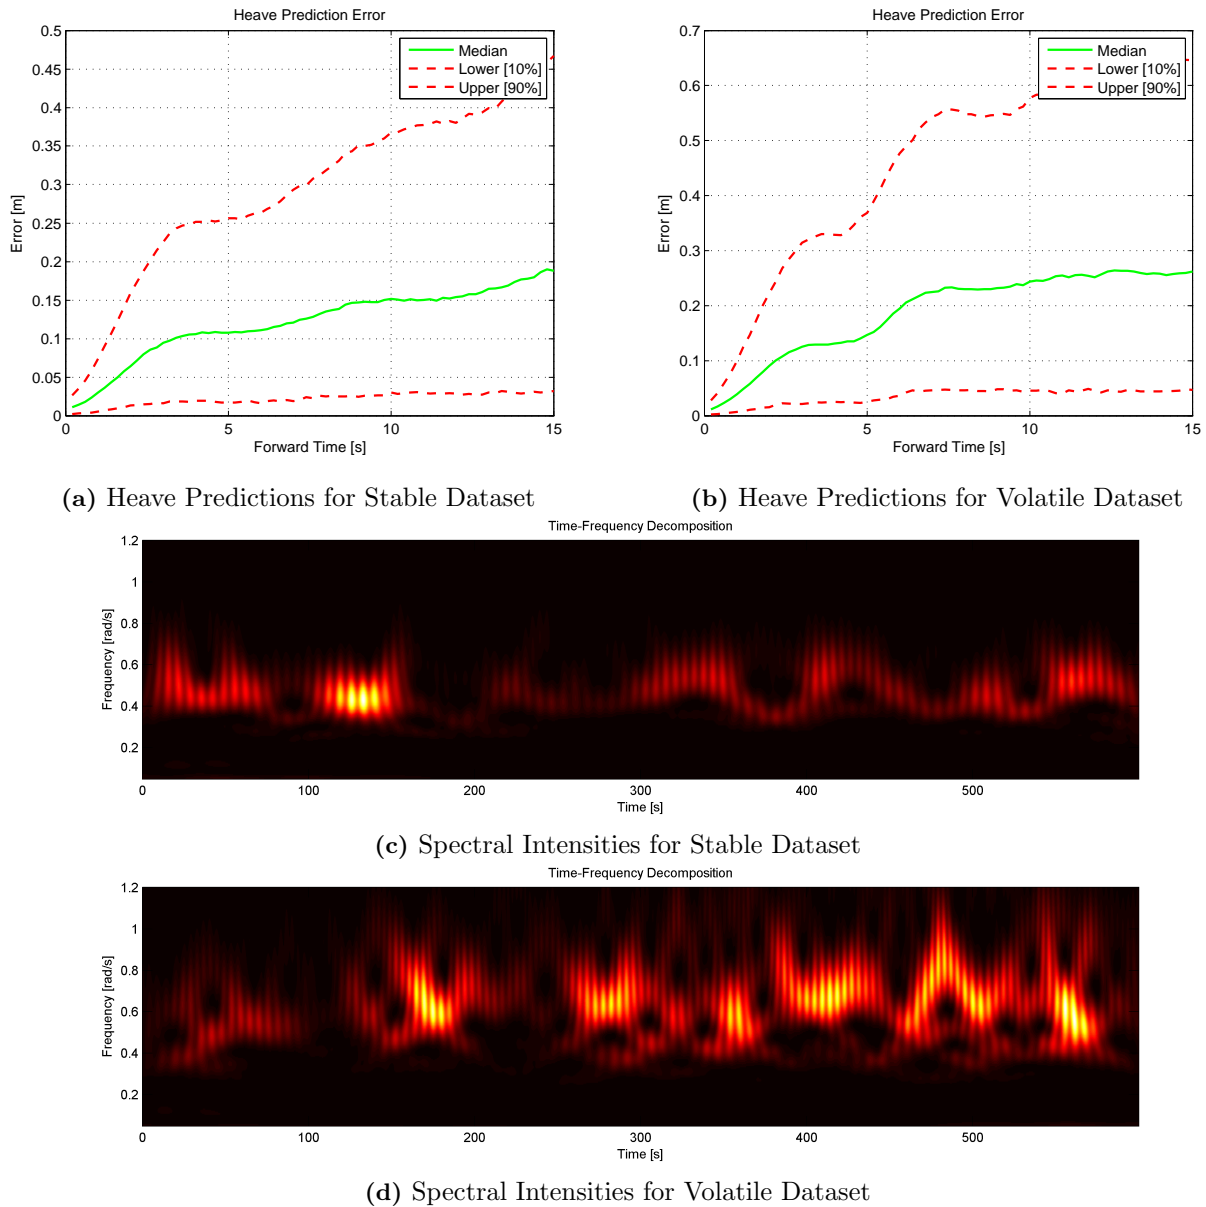 Heave Prediction Error
0.5
0.45
0.4
0.35
0.3
0.25
0.2
0.15
0.1
0.05
0
Error [m]
Median
Lower [10%]
Upper [90%]
0 5 10 15
Forward Time [s]
(a) Heave Predictions for Stable Dataset
Heave Prediction Error
0.7
0.6
0.5
0.4
0.3
0.2
0.1
0
Error [m]
Median
Lower [10%]
Upper [90%]
0 5 10 15
Forward Time [s]
(b) Heave Predictions for Volatile Dataset
Time-Frequency Decomposition
1.2
1
0.8
0.6
0.4
0.2
Frequency [rad/s]
0 100 200 300 400 500
Time [s]
(c) Spectral Intensities for Stable Dataset
Time-Frequency Decomposition
1.2
1
0.8
0.6
0.4
0.2
Frequency [rad/s]
0 100 200 300 400 500
Time [s]
(d) Spectral Intensities for Volatile Dataset